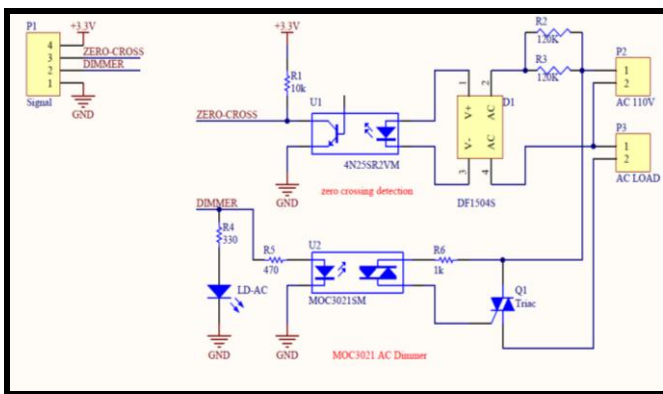 P1
+3.3V
4
3 ZERO-CROSS
2 DIMMER
1
Signal
GND
+3.3V
R1
10k
ZERO-CROSS
U1
4N25SR2VM
GND
zero crossing detection
1 2
V+ AC
D1
V- AC
3 4
DF1504S
R2
120K
R3
120K
P2
1
2
AC 110V
P3
1
2
AC LOAD
DIMMER
R4
330
LD-AC
GND
R5
470
U2
MOC3021SM
GND
R6
1k
Q1
Triac
MOC3021 AC Dimmer